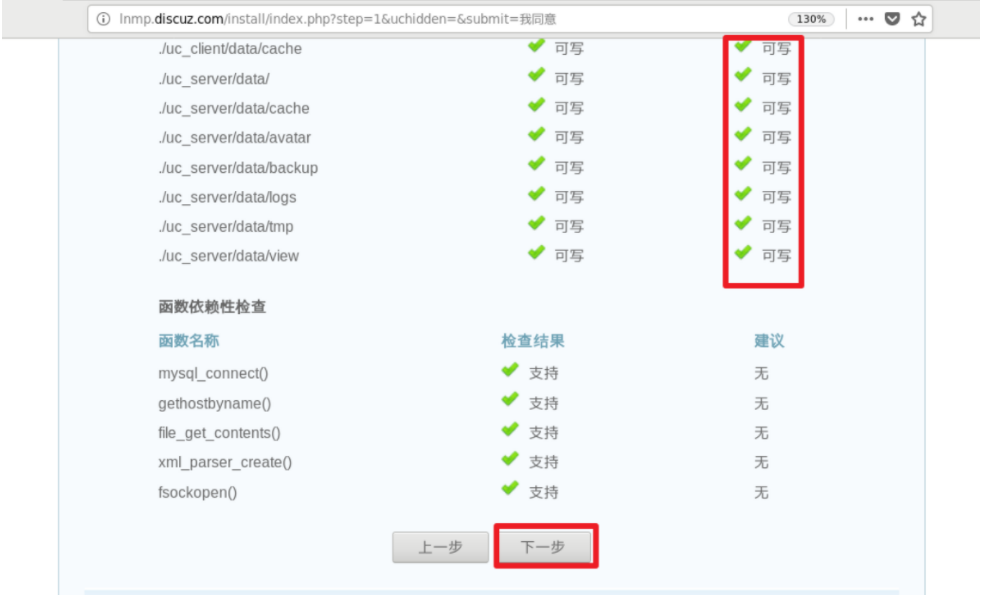 lnmp.discuz.com/install/index.php?step=1&uchidden=&submit=我同意 130%
./uc_client/data/cache 可写 可写
./uc_server/data/ 可写 可写
./uc_server/data/cache 可写 可写
./uc_server/data/avatar 可写 可写
./uc_server/data/backup 可写 可写
./uc_server/data/logs 可写 可写
./uc_server/data/tmp 可写 可写
./uc_server/data/view 可写 可写
函数依赖性检查
函数名称 检查结果 建议
mysql_connect() 支持 无
gethostbyname() 支持 无
file_get_contents() 支持 无
xml_parser_create() 支持 无
fsockopen() 支持 无
上一步 下一步